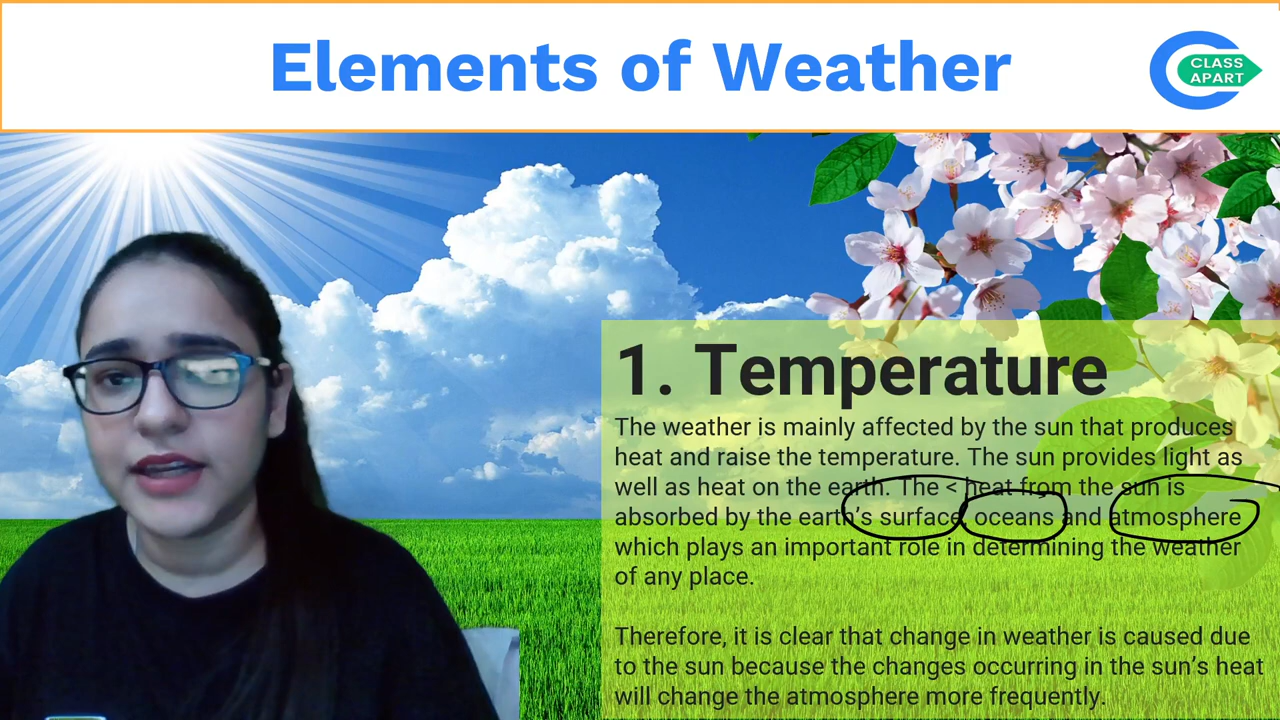 Elements of Weather
CLASS
APART
1. Temperature
The weather is mainly affected by the sun that produces
heat and raise the temperature. The sun provides light as
well as heat on the earth. The < heat from the sun is
absorbed by the earth's surface, oceans and atmosphere
which plays an important role in determining the weather
of any place.
Therefore, it is clear that change in weather is caused due
to the sun because the changes occurring in the sun's heat
will change the atmosphere more frequently.